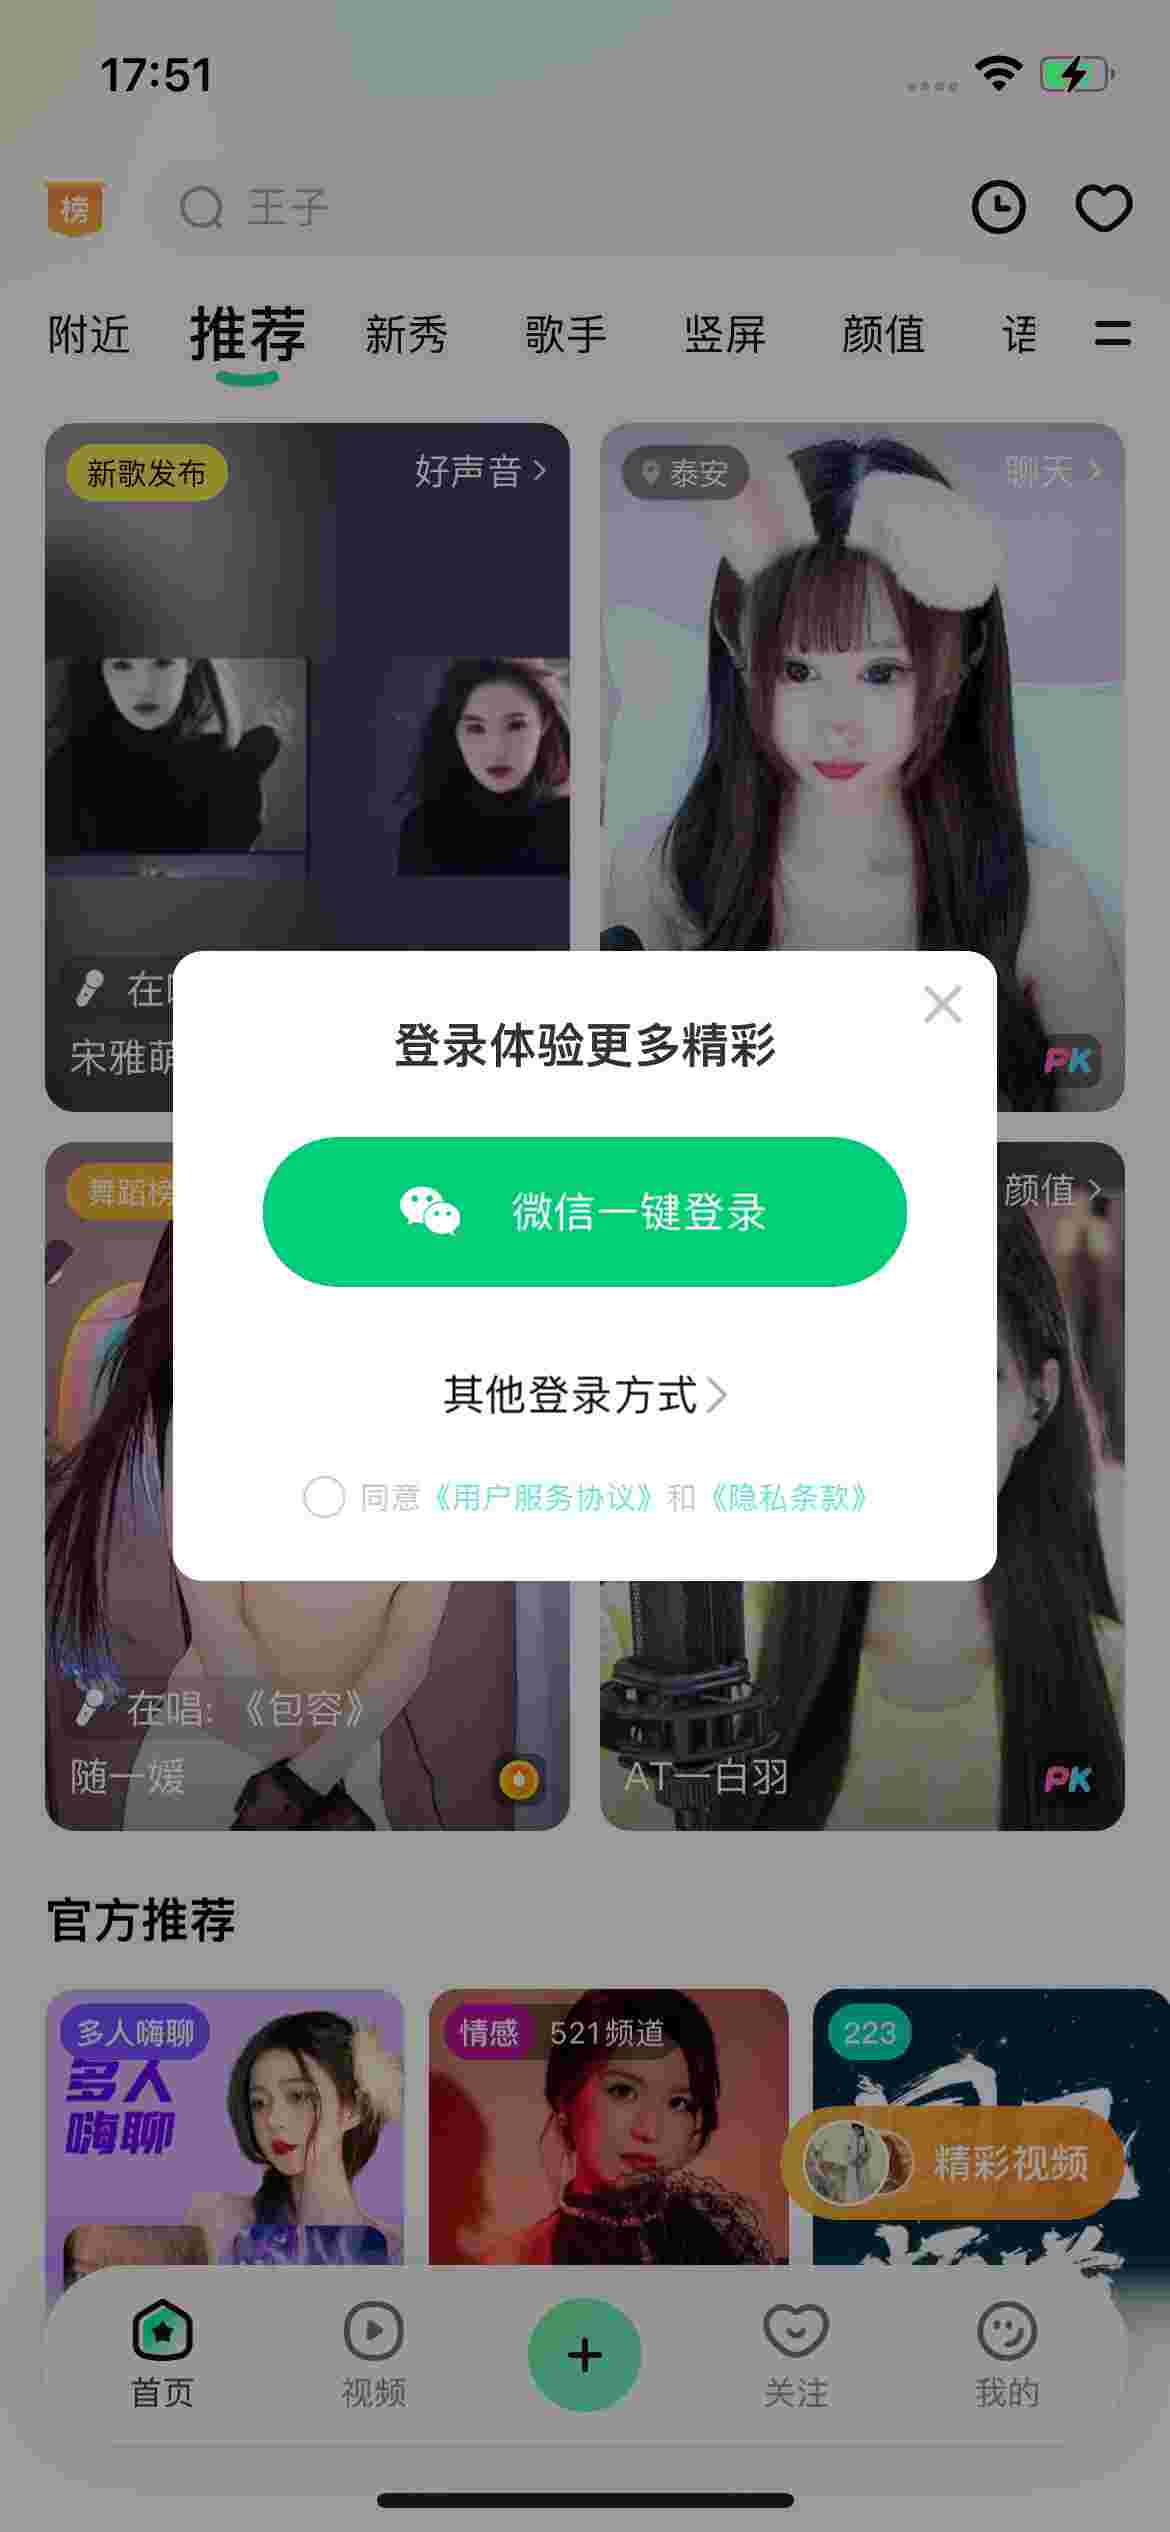 17:51
榜
王子
附近 推荐 新秀 歌手 竖屏 颜值 语
新歌发布
好声音
泰安
聊天
在
宋雅萌
PK
登录体验更多精彩
微信一键登录
其他登录方式
同意《用户服务协议》和《隐私条款》
舞蹈榜
颜值
在唱: 《包容》
随一媛
AT一白羽
PK
官方推荐
多人嗨聊
多人
嗨聊
情感 521频道
223
精彩视频
首页 视频 关注 我的